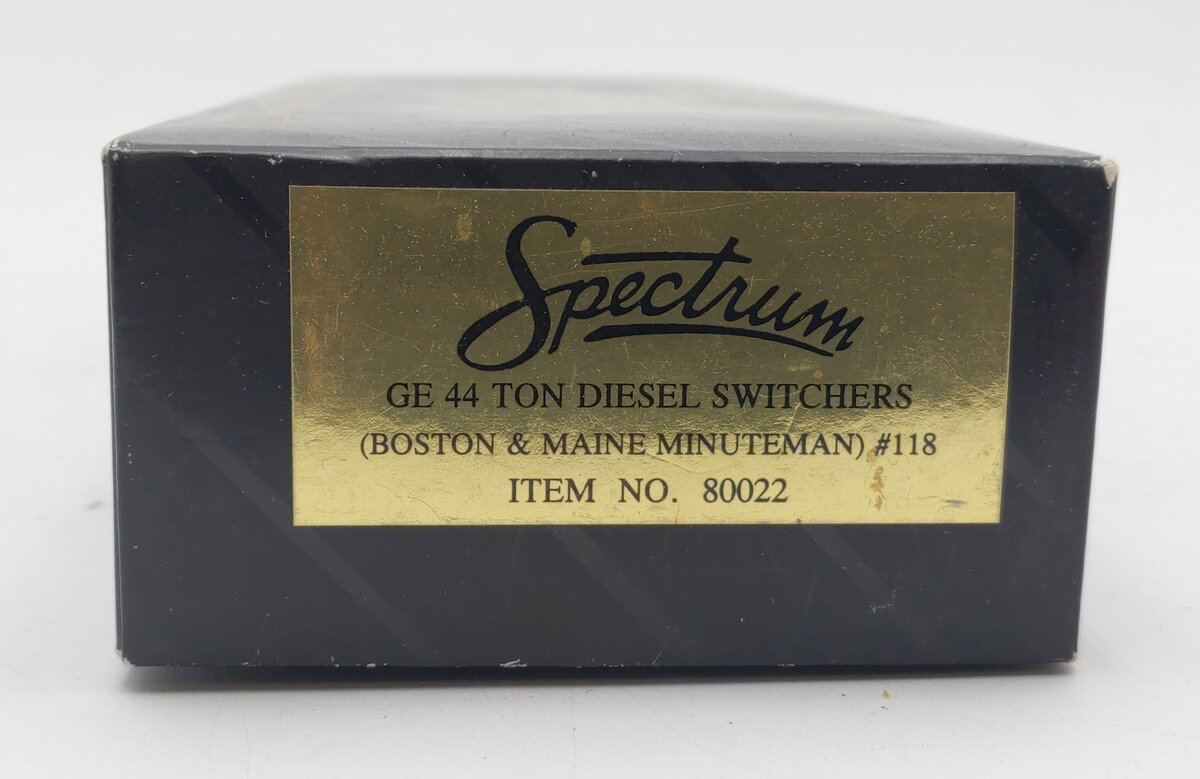 Spectrum
GE 44 TON DIESEL SWITCHERS
(BOSTON & MAINE MINUTEMAN) #118
ITEM NO. 80022